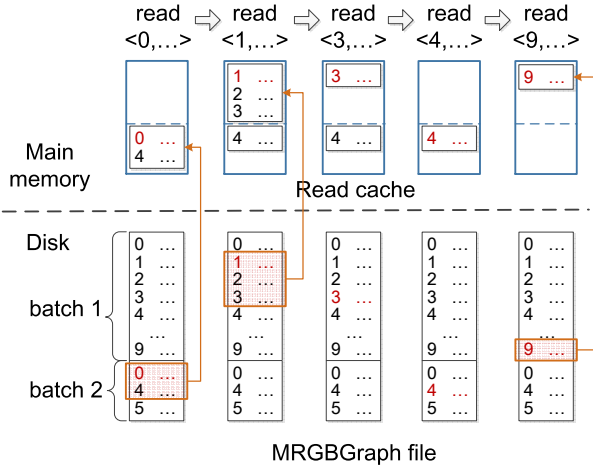 read read read read read
<0,...> <1,...> <3,...> <4,...> <9,...>
1 ... 3 ... 9 ...
2 ...
3 ...
0 ... 4 ... 4 ... 4 ...
4 ...
Main
memory
Read cache
Disk
0 ... 0 ... 0 ... 0 ... 0 ...
1 ... 1 ... 1 ... 1 ... 1 ...
2 ... 2 ... 2 ... 2 ... 2 ...
batch 1
3 ... 3 ... 3 ... 3 ... 3 ...
4 ... 4 ... 4 ... 4 ... 4 ...
... ... ... ... ...
9 ... 9 ... 9 ... 9 ... 9 ...
batch 2
0 ... 0 ... 0 ... 0 ... 0 ...
4 ... 4 ... 4 ... 4 ... 4 ...
5 ... 5 ... 5 ... 5 ... 5 ...
MRGBGraph file